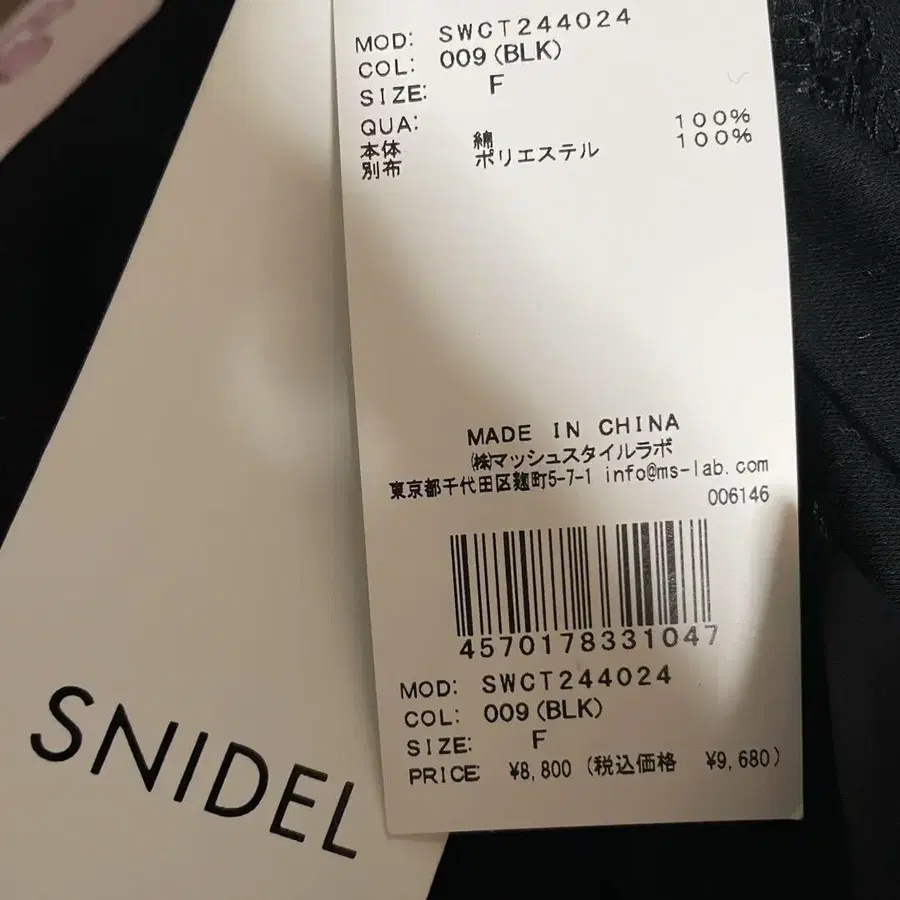 MOD: SWCT244024
COL: 009(BLK)
SIZE: F
QUA:
本体 綿 100%
別布 ポリエステル 100%
MADE IN CHINA
㈱マッシュスタイルラボ
東京都千代田区麹町5-7-1 info@ms-lab.com
006146
4570178331047
MOD: SWCT244024
COL: 009(BLK)
SIZE: F
PRICE: ¥8,800 (税込価格 ¥9,680)
SNIDEL